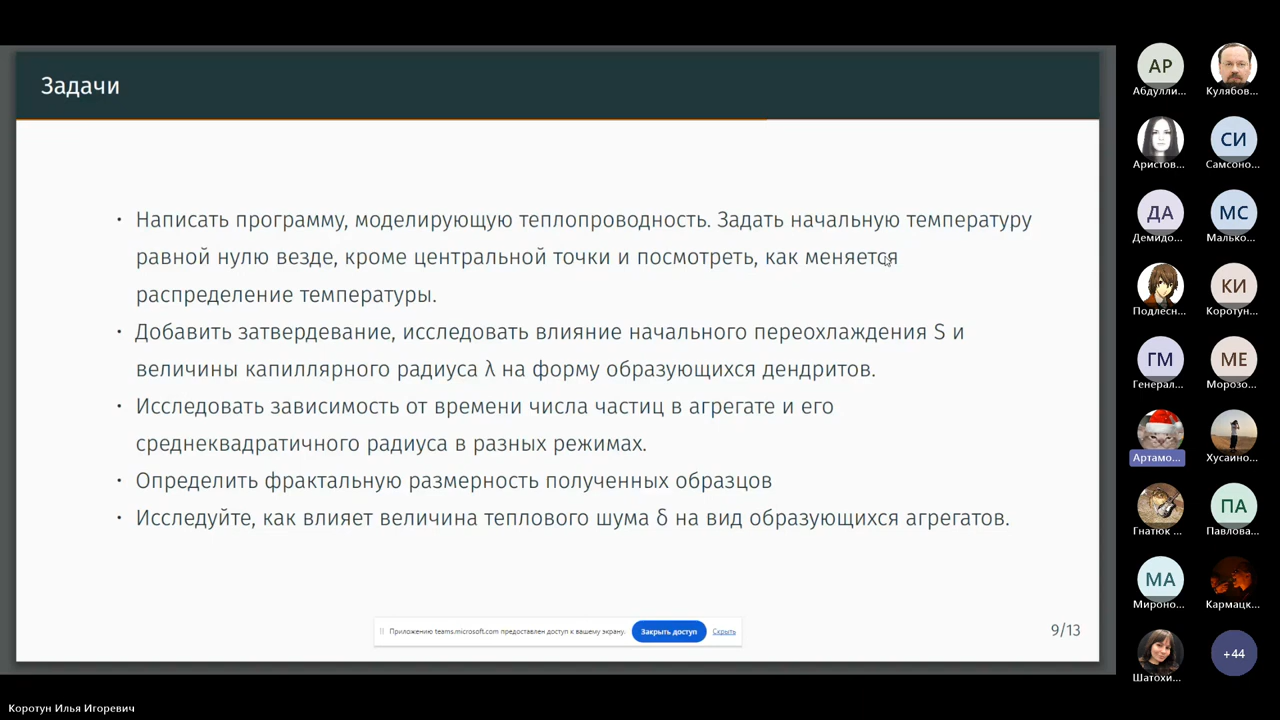 Задачи
• Написать программу, моделирующую теплопроводность. Задать начальную температуру
равной нулю везде, кроме центральной точки и посмотреть, как меняется
распределение температуры.
• Добавить затвердевание, исследовать влияние начального переохлаждения S и
величины капиллярного радиуса λ на форму образующихся дендритов.
• Исследовать зависимость от времени числа частиц в агрегате и его
среднеквадратичного радиуса в разных режимах.
• Определить фрактальную размерность полученных образцов
• Исследуйте, как влияет величина теплового шума δ на вид образующихся агрегатов.
Приложению teams.microsoft.com предоставлен доступ к вашему экрану. Закрыть доступ Скрыть
9/13
Коротун Илья Игоревич
АР
Абдулли... Кулябов...
СИ
Аристов... Самсоно...
ДА МС
Демидо... Малько...
КИ
Подлесн... Коротун...
ГМ МЕ
Генерал... Морозо...
Артамо... Хусаино...
ПА
Гнатюк ... Павлова...
МА
Мироно... Кармацк...
+44
Шатохи...